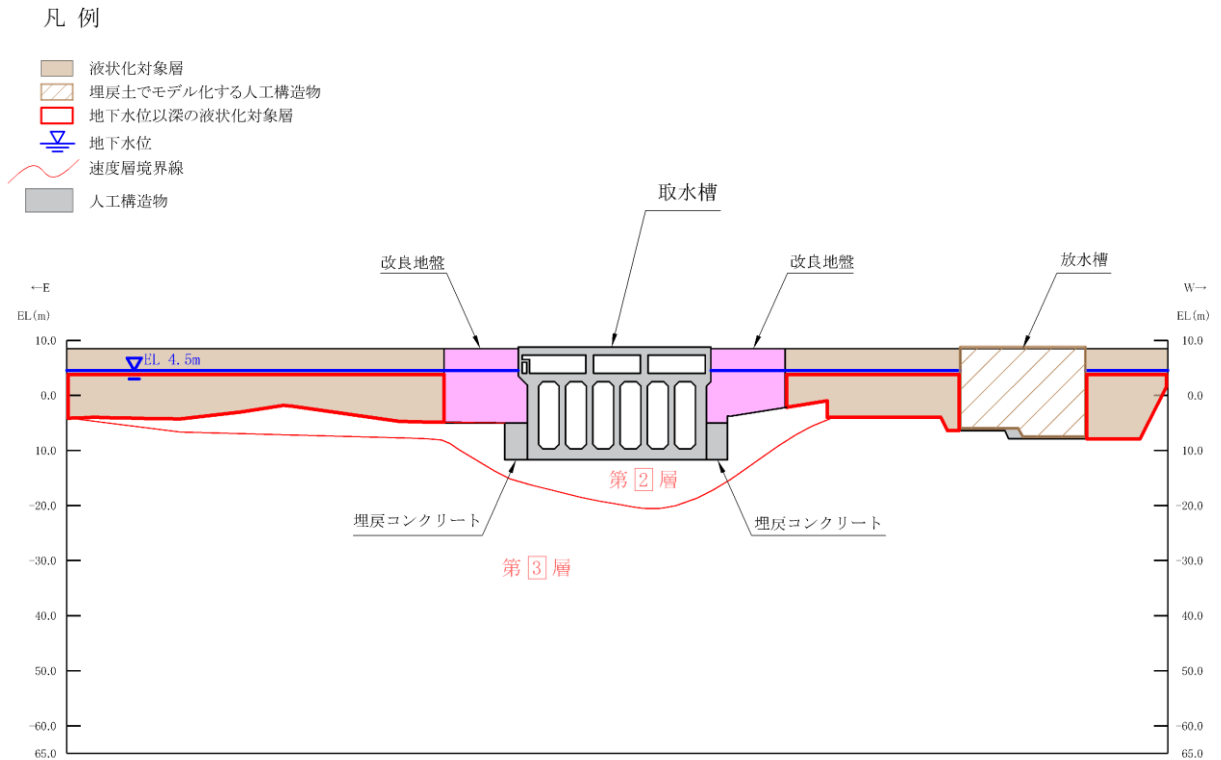 凡 例
液状化対象層
埋戻土でモデル化する人工構造物
地下水位以深の液状化対象層
地下水位
速度層境界線
人工構造物
取水槽
改良地盤
改良地盤
放水槽
←E
W→
EL(m)
EL(m)
10.0
10.0
EL 4.5m
0.0
0.0
10.0
10.0
第2層
-20.0
-20.0
埋戻コンクリート
埋戻コンクリート
第3層
-30.0
-30.0
40.0
40.0
50.0
50.0
-60.0
-60.0
65.0
65.0